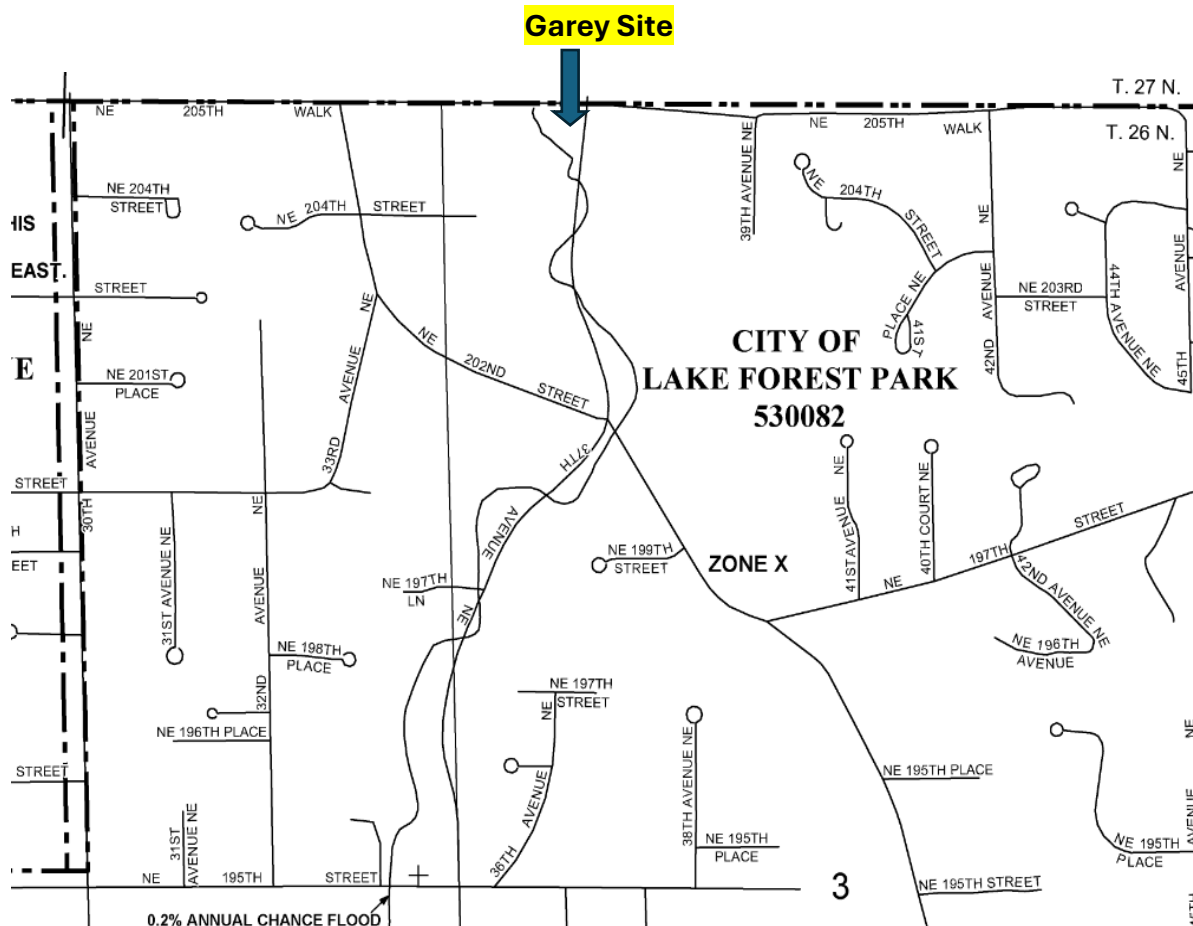 Garey Site
T. 27 N.
NE 205TH WALK
NE 205TH WALK
T. 26 N.
NE 204TH
STREET
NE 204TH STREET
39TH AVENUE NE
NE 204TH STREET
NE
NE
HIS
EAST.
STREET
NE
E
NE 201ST
PLACE
AVENUE
30TH
STREET
33RD AVENUE NE
NE 202ND STREET
CITY OF
LAKE FOREST PARK
530082
PLACE NE
41ST
42ND AVENUE
NE 203RD
STREET
44TH AVENUE NE
45TH AVENUE
37TH AVENUE NE
H
EET
31ST AVENUE NE
32ND AVENUE NE
NE 197TH
LN
NE 199TH
STREET
ZONE X
41ST AVENUE NE
40TH COURT NE
NE 197TH STREET
42ND AVENUE NE
NE 196TH
AVENUE
NE 198TH
PLACE
NE 196TH PLACE
STREET
NE 197TH
STREET
36TH AVENUE NE
38TH AVENUE NE
NE 195TH PLACE
NE
AVENUE
NE 195TH
PLACE
NE 195TH
PLACE
31ST
AVENUE NE
NE 195TH STREET
3
NE 195TH STREET
45TH
0.2% ANNUAL CHANCE FLOOD